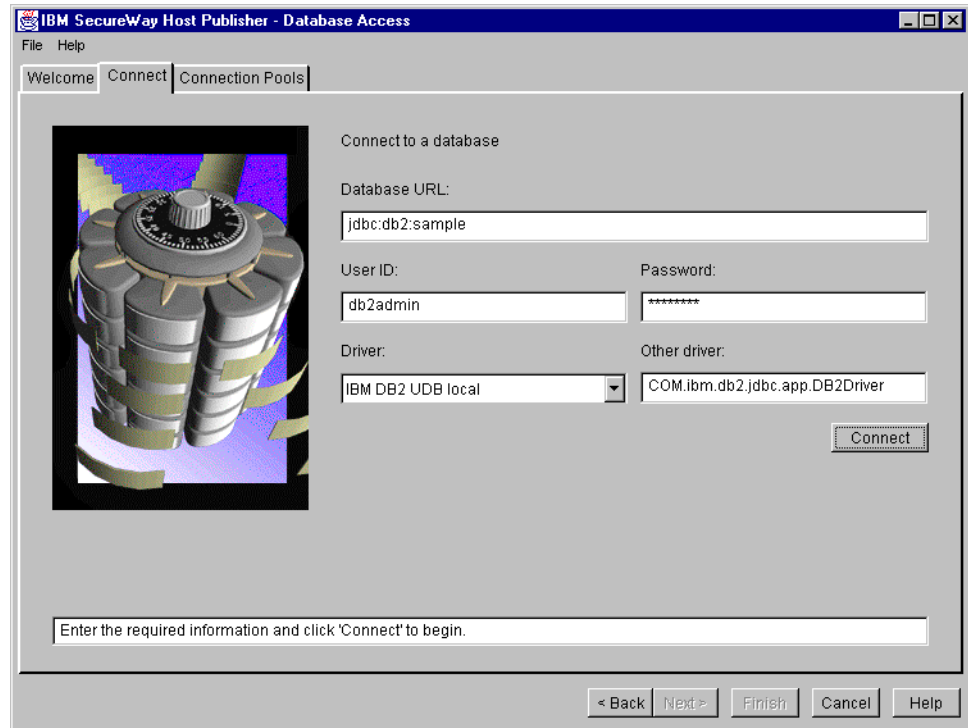 IBM SecureWay Host Publisher - Database Access
File Help
Welcome Connect Connection Pools
Connect to a database
Database URL:
jdbc:db2:sample
User ID: Password:
db2admin ********
Driver: Other driver:
IBM DB2 UDB local COM.ibm.db2.jdbc.app.DB2Driver
Connect
Enter the required information and click 'Connect' to begin.
< Back Next > Finish Cancel Help